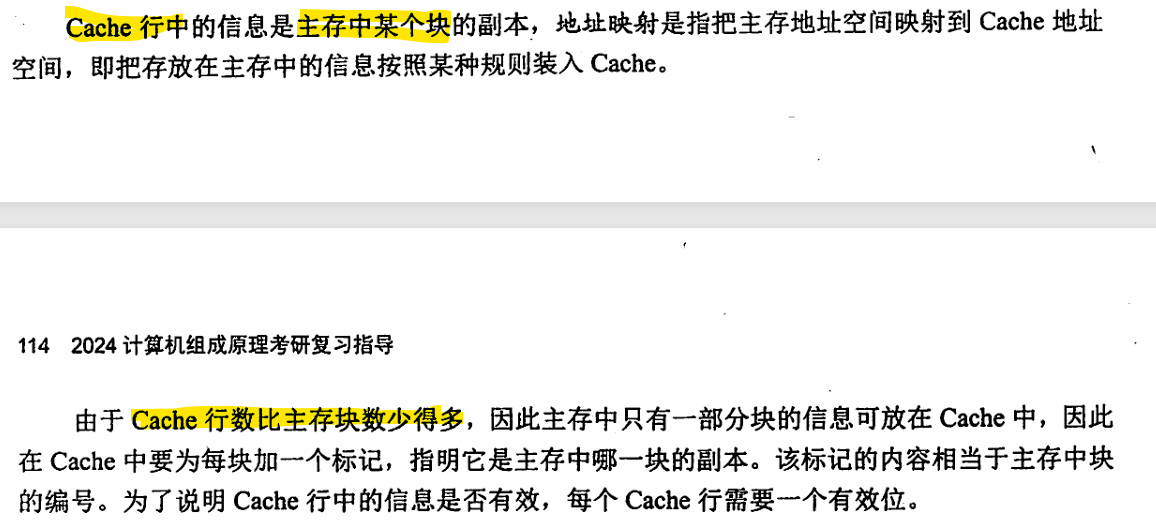 Cache 行中的信息是主存中某个块的副本，地址映射是指把主存地址空间映射到 Cache 地址
空间，即把存放在主存中的信息按照某种规则装入 Cache。
114 2024 计算机组成原理考研复习指导
由于 Cache 行数比主存块数少得多，因此主存中只有一部分块的信息可放在 Cache 中，因此
在 Cache 中要为每块加一个标记，指明它是主存中哪一块的副本。该标记的内容相当于主存中块
的编号。为了说明 Cache 行中的信息是否有效，每个 Cache 行需要一个有效位。